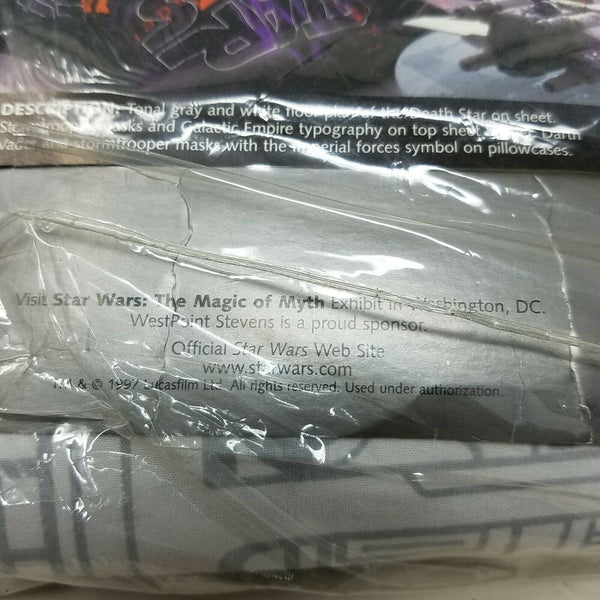 DESCRIPTION: Tonal gray and white floor plan of the Death Star on sheet.
masks and Galactic Empire typography on top sheet. Darth
Vader and stormtrooper masks with the imperial forces symbol on pillowcases.
Visit Star Wars: The Magic of Myth Exhibit in Washington, DC.
WestPoint Stevens is a proud sponsor.
Official Star Wars Web Site
www.starwars.com
TM & © 1997 Lucasfilm Ltd. All rights reserved. Used under authorization.